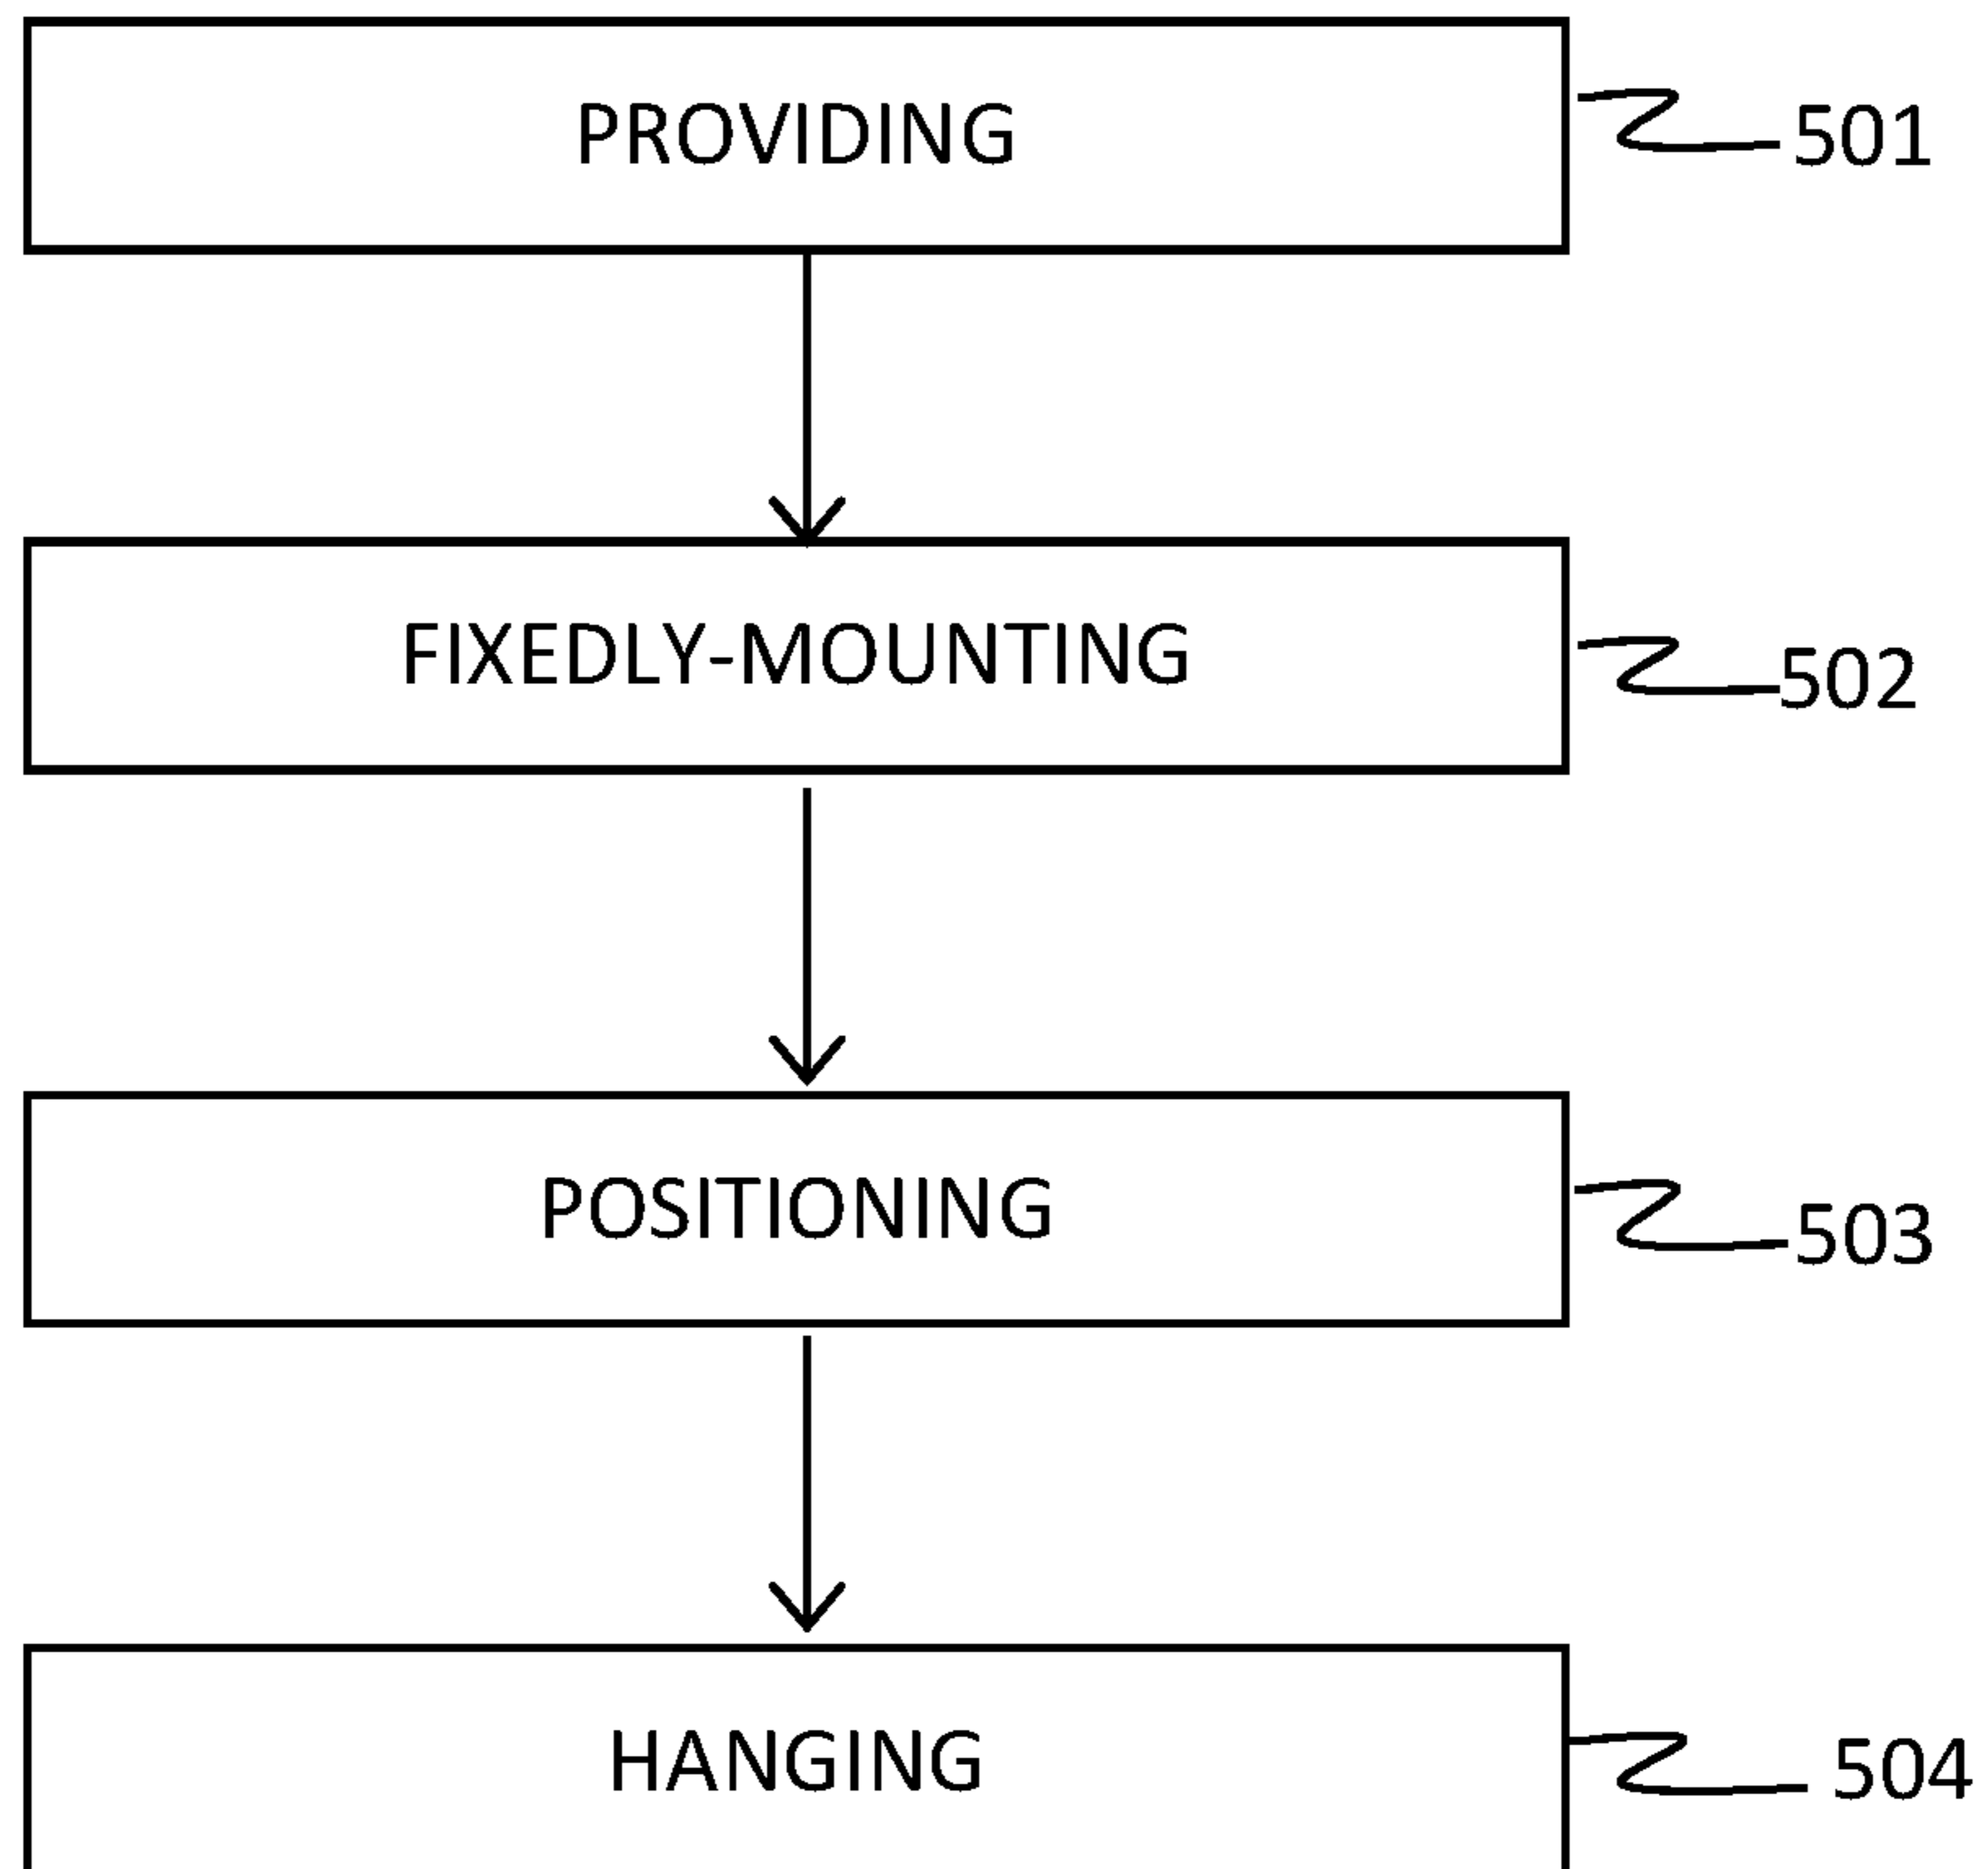 PROVIDING
501
FIXEDLY-MOUNTING
502
POSITIONING
503
HANGING
504